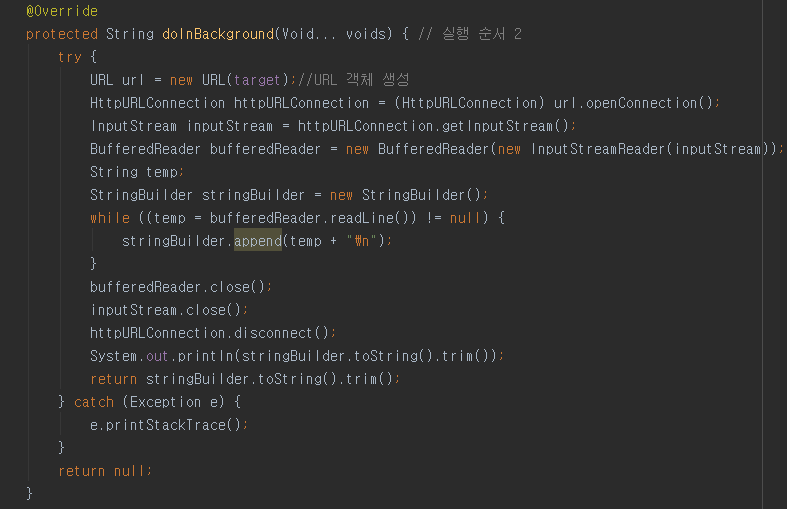 @Override
protected String doInBackground(Void... voids) { // 실행 순서 2
try {
URL url = new URL(target);//URL 객체 생성
HttpURLConnection httpURLConnection = (HttpURLConnection) url.openConnection();
InputStream inputStream = httpURLConnection.getInputStream();
BufferedReader bufferedReader = new BufferedReader(new InputStreamReader(inputStream));
String temp;
StringBuilder stringBuilder = new StringBuilder();
while ((temp = bufferedReader.readLine()) != null) {
stringBuilder.append(temp + "₩n");
}
bufferedReader.close();
inputStream.close();
httpURLConnection.disconnect();
System.out.println(stringBuilder.toString().trim());
return stringBuilder.toString().trim();
} catch (Exception e) {
e.printStackTrace();
}
return null;
}